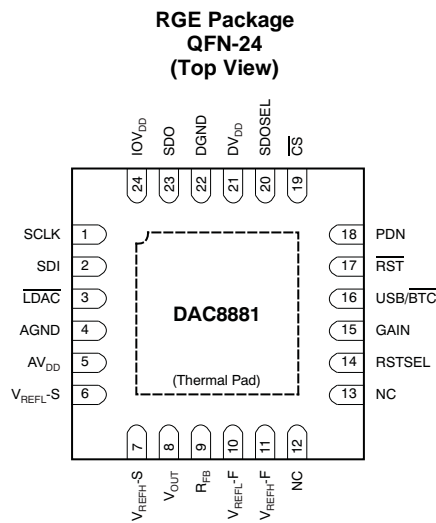 RGE Package
QFN-24
(Top View)
IOVDD
SDO
DGND
DVDD
SDOSEL
CS
24
23
22
21
20
19
SCLK 1
SDI 2
LDAC 3
AGND 4
AVDD 5
VREFL-S 6
18 PDN
17 RST
16 USB/BTC
15 GAIN
14 RSTSEL
13 NC
DAC8881
(Thermal Pad)
7
8
9
10
11
12
VREFH-S
VOUT
RFB
VREFL-F
VREFH-F
NC